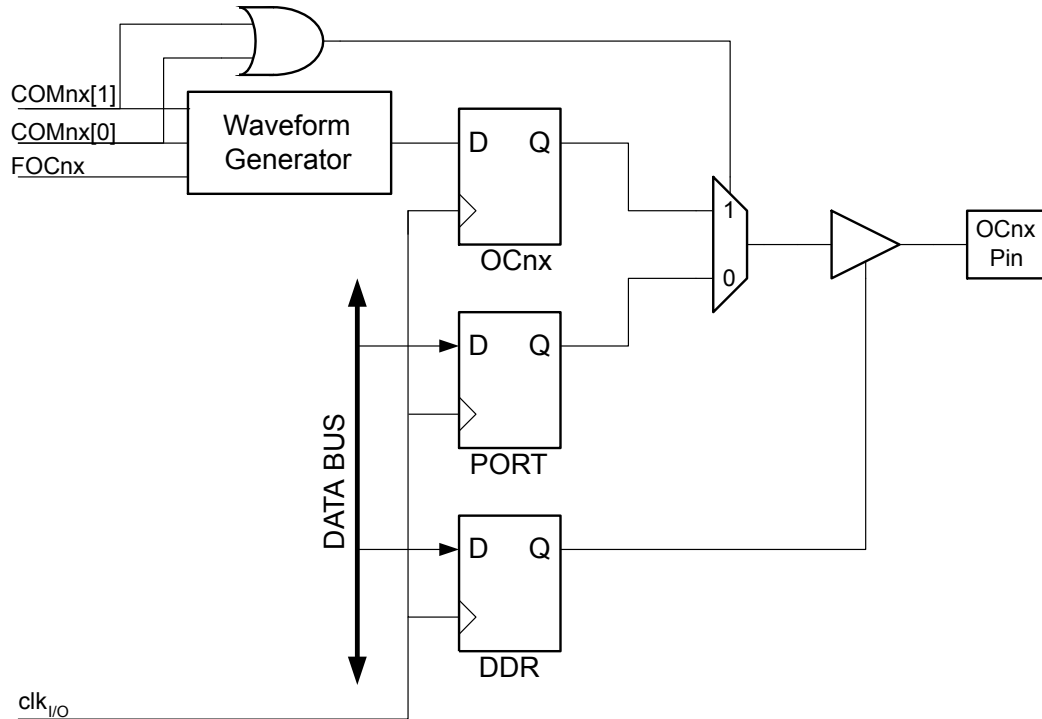 COMnx[1]
COMnx[0]
FOCnx
Waveform
Generator
D Q
OCnx
1
0
OCnx
Pin
D Q
PORT
DATA BUS
D Q
DDR
clkI/O